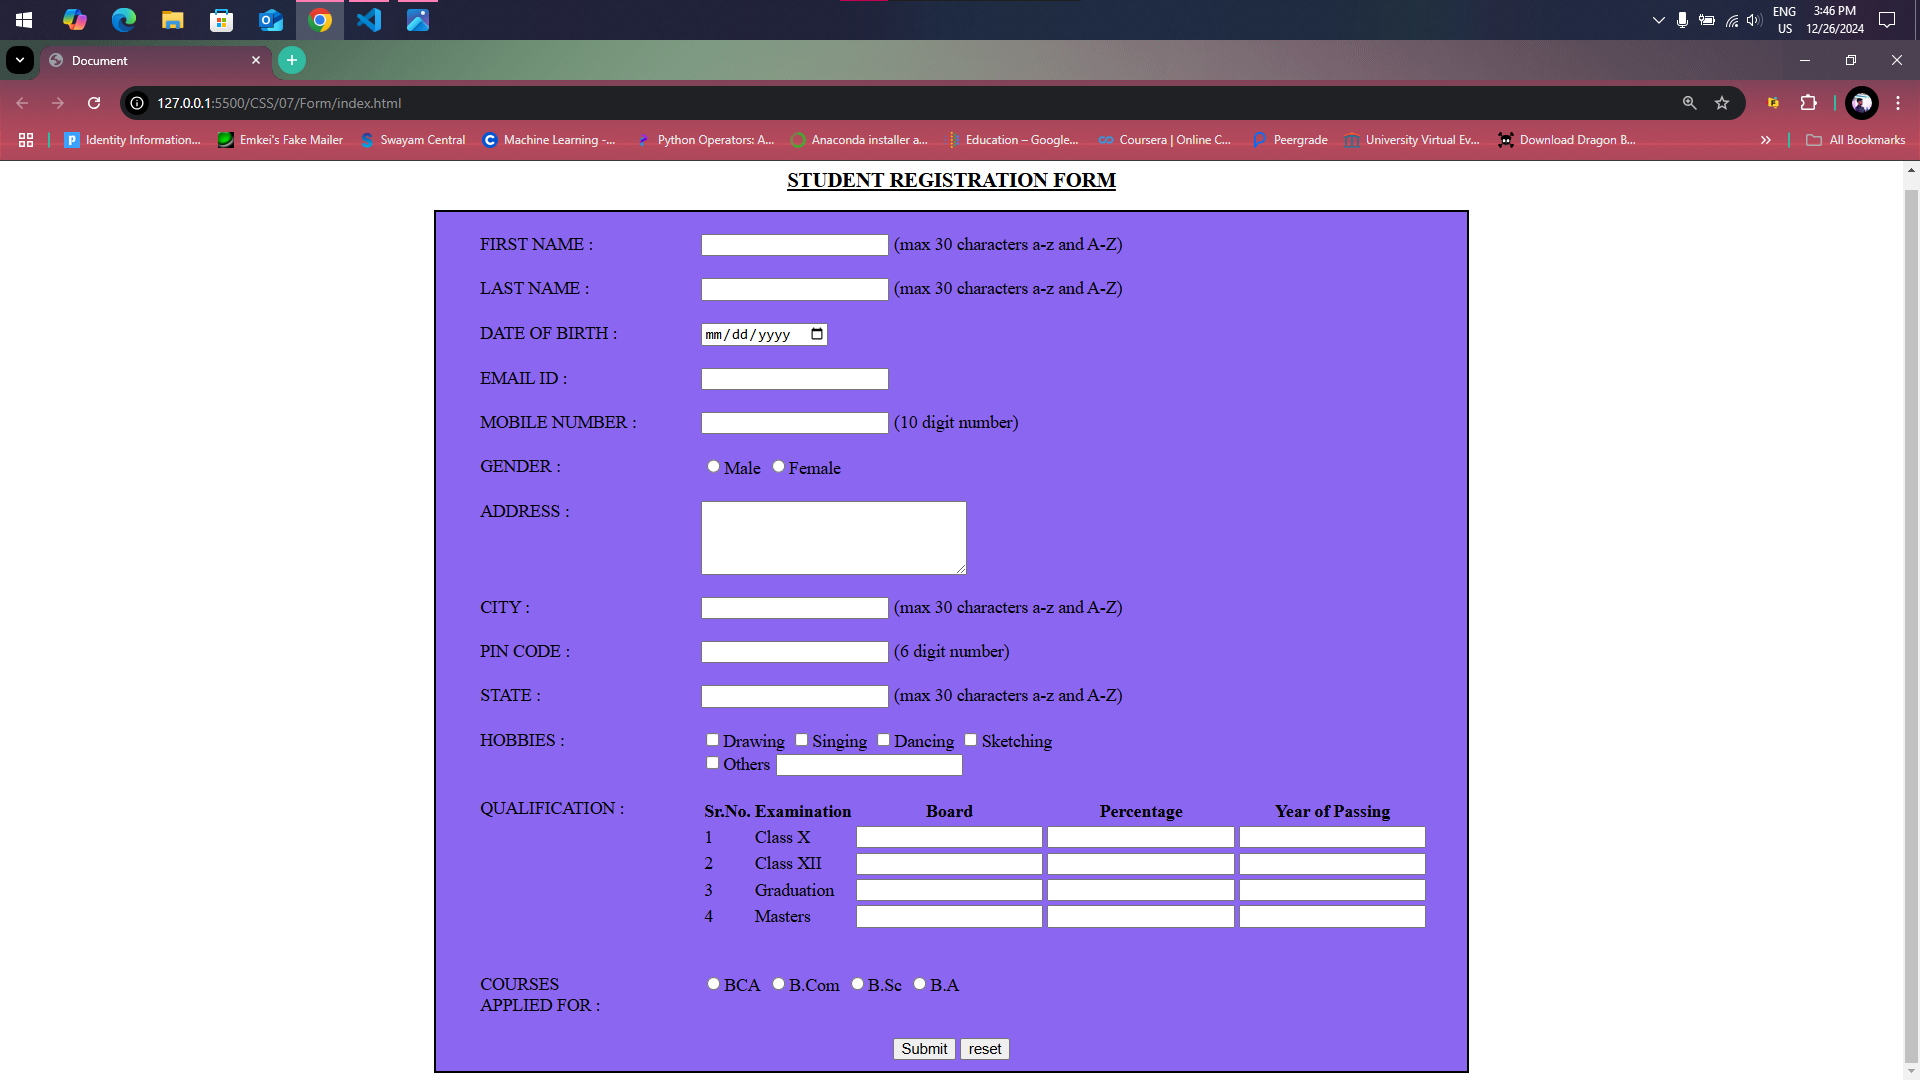 ENG
US
3:46 PM
12/26/2024
Document
127.0.0.1:5500/CSS/07/Form/index.html
Identity Information...
Emkei's Fake Mailer
Swayam Central
Machine Learning -...
Python Operators: A...
Anaconda installer a...
Education – Google...
Coursera | Online C...
Peergrade
University Virtual Ev...
Download Dragon B...
All Bookmarks
STUDENT REGISTRATION FORM
FIRST NAME : (max 30 characters a-z and A-Z)
LAST NAME : (max 30 characters a-z and A-Z)
DATE OF BIRTH : mm/dd/yyyy
EMAIL ID :
MOBILE NUMBER : (10 digit number)
GENDER : Male Female
ADDRESS :
CITY : (max 30 characters a-z and A-Z)
PIN CODE : (6 digit number)
STATE : (max 30 characters a-z and A-Z)
HOBBIES : Drawing Singing Dancing Sketching
Others
QUALIFICATION : Sr.No. Examination Board Percentage Year of Passing
1 Class X
2 Class XII
3 Graduation
4 Masters
COURSES BCA B.Com B.Sc B.A
APPLIED FOR :
Submit reset